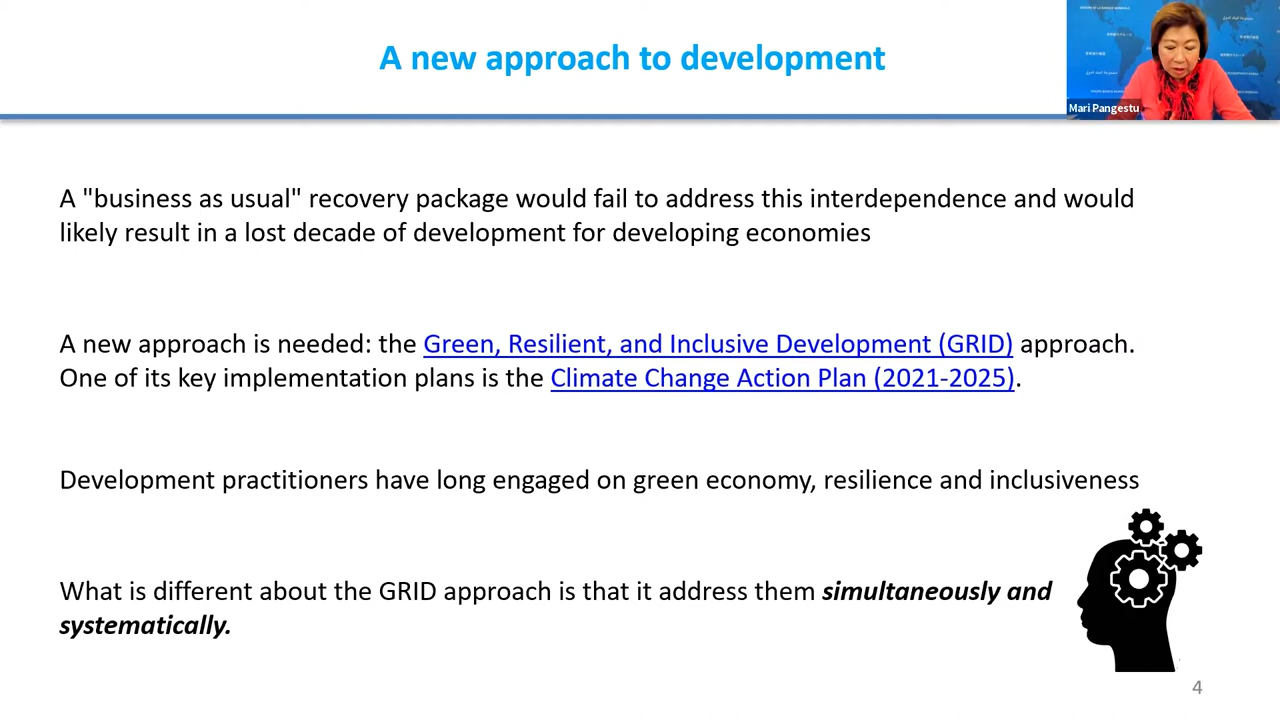 A new approach to development
Mari Pangestu
A "business as usual" recovery package would fail to address this interdependence and would
likely result in a lost decade of development for developing economies
A new approach is needed: the Green, Resilient, and Inclusive Development (GRID) approach.
One of its key implementation plans is the Climate Change Action Plan (2021-2025).
Development practitioners have long engaged on green economy, resilience and inclusiveness
What is different about the GRID approach is that it address them simultaneously and
systematically.
4